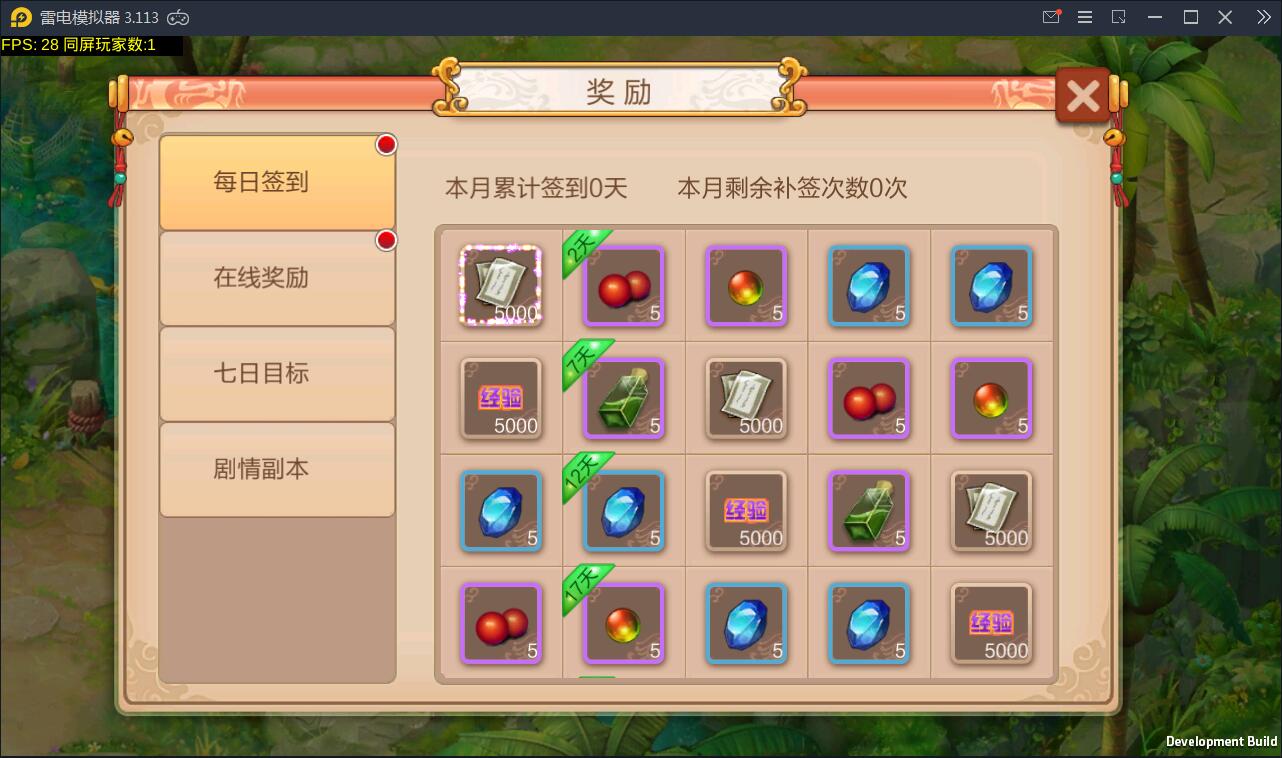 雷电模拟器 3.113
FPS: 28 同屏玩家数:1
奖励
每日签到
在线奖励
七日目标
剧情副本
本月累计签到0天 本月剩余补签次数0次
5000 2天 5 5 5 5
经验 5000 7天 5 5000 5 5
5 12天 5 经验 5000 5 5000
5 17天 5 5 5 经验 5000
Development Build